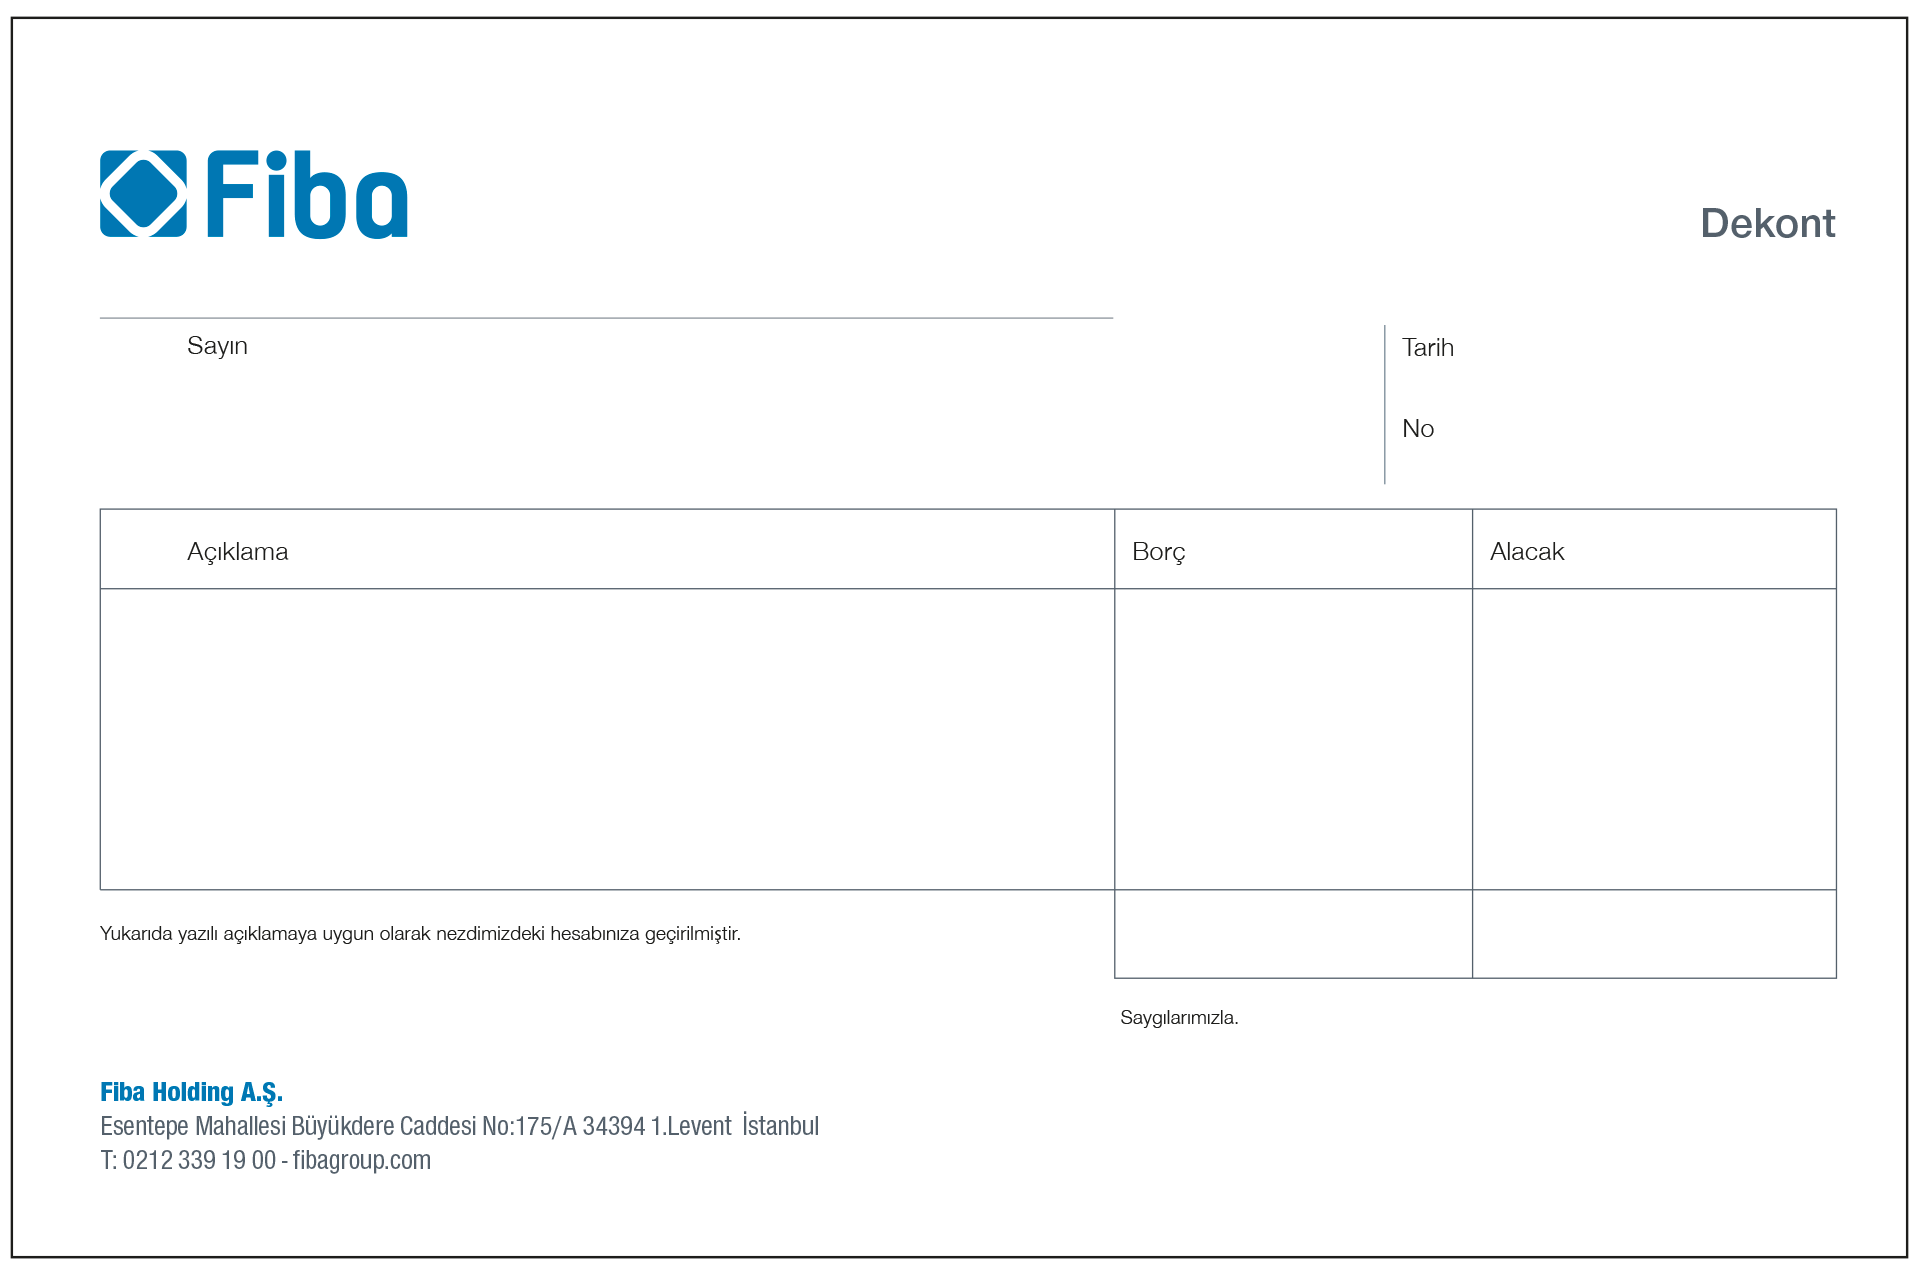 Fiba
Dekont
Sayın
Tarih
No
Açıklama
Borç
Alacak
Yukarıda yazılı açıklamaya uygun olarak nezdimizdeki hesabınıza geçirilmiştir.
Saygılarımızla.
Fiba Holding A.Ş.
Esentepe Mahallesi Büyükdere Caddesi No:175/A 34394 1.Levent İstanbul
T: 0212 339 19 00 - fibagroup.com